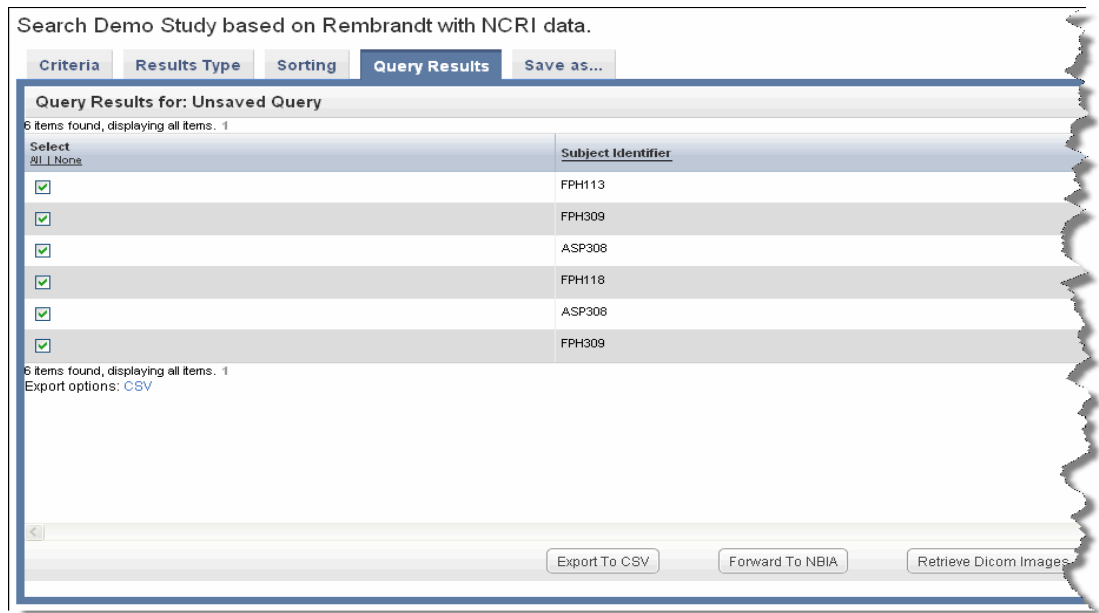 Search Demo Study based on Rembrandt with NCRI data.
Criteria Results Type Sorting Query Results Save as...
Query Results for: Unsaved Query
6 items found, displaying all items. 1
Select Subject Identifier
All | None
FPH113
FPH309
ASP308
FPH118
ASP308
FPH309
6 items found, displaying all items. 1
Export options: CSV
Export To CSV Forward To NBIA Retrieve Dicom Images